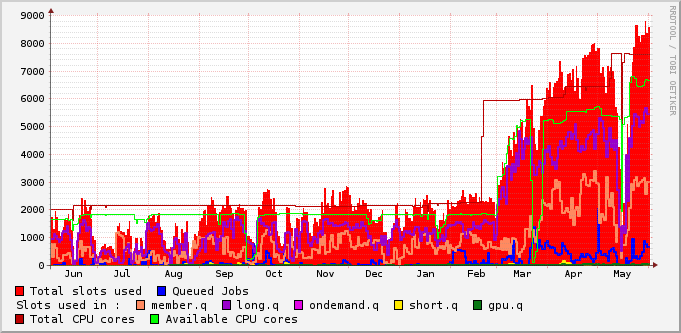 RRDTOOL / TOBI OETIKER
9000
8000
7000
6000
5000
4000
3000
2000
1000
0
Jun Jul Aug Sep Oct Nov Dec Jan Feb Mar Apr May
Total slots used Queued Jobs
Slots used in : member.q long.q ondemand.q short.q gpu.q
Total CPU cores Available CPU cores